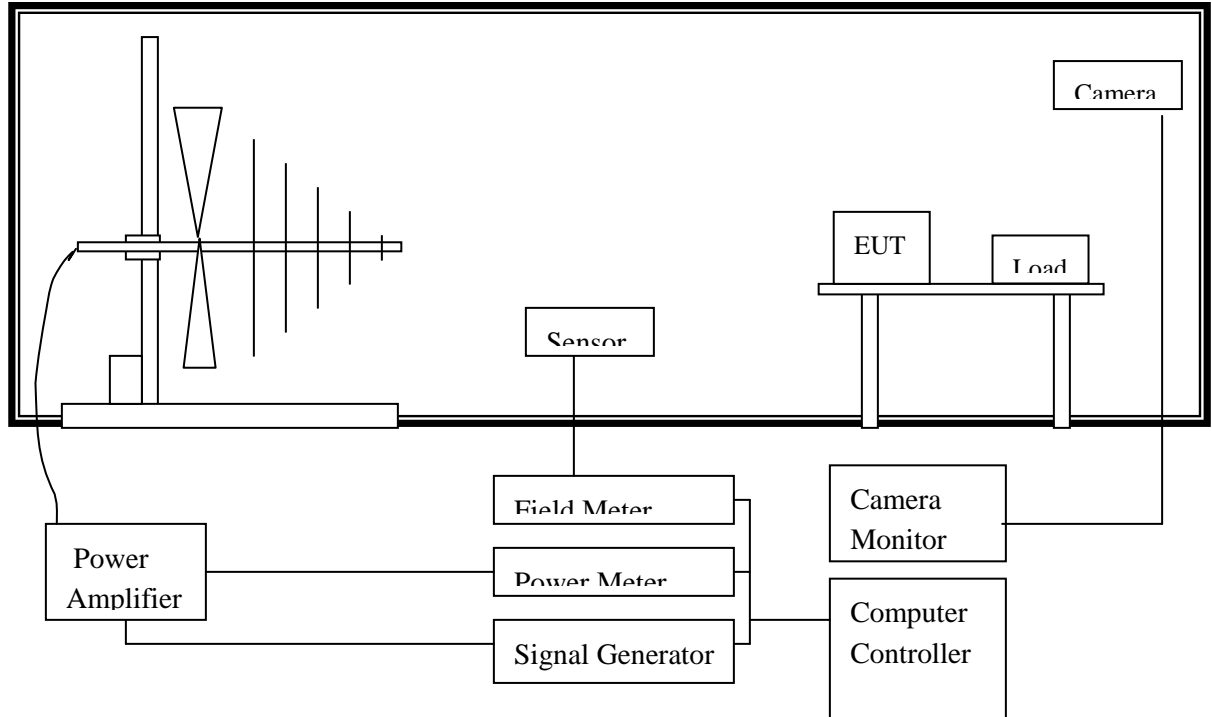 Camera
EUT
Load
Sensor
Field Meter
Camera
Monitor
Power
Amplifier
Power Meter
Computer
Controller
Signal Generator